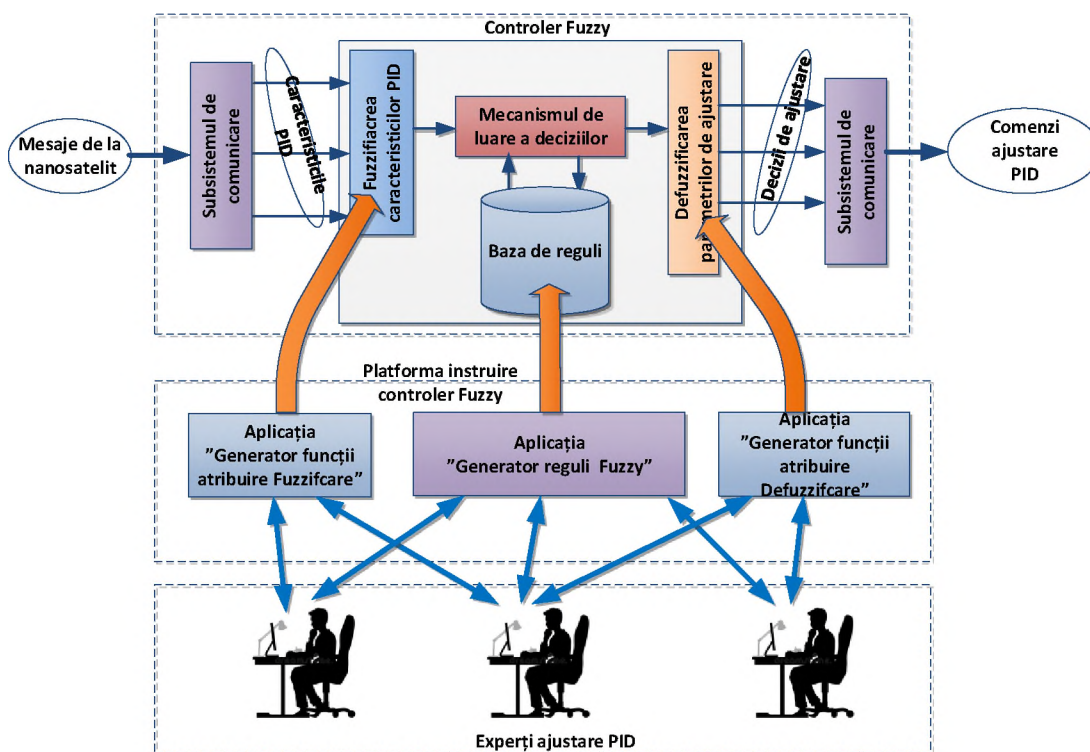 Controler Fuzzy
Mesaje de la
nanosatelit
Subsistemul de
comunicare
Caracteristicile
PID
Fuzzifiacrea
caracteristicilor PID
Mecanismul de
luare a deciziilor
Baza de reguli
Defuzzificarea
parametrilor de ajustare
Decizii de ajustare
Subsistemul de
comunicare
Comenzi
ajustare
PID
Platforma instruire
controler Fuzzy
Aplicația
”Generator funcții
atribuire Fuzzifcare”
Aplicația
”Generator reguli Fuzzy”
Aplicația
”Generator funcții
atribuire
Defuzzifcare”
Experți ajustare PID